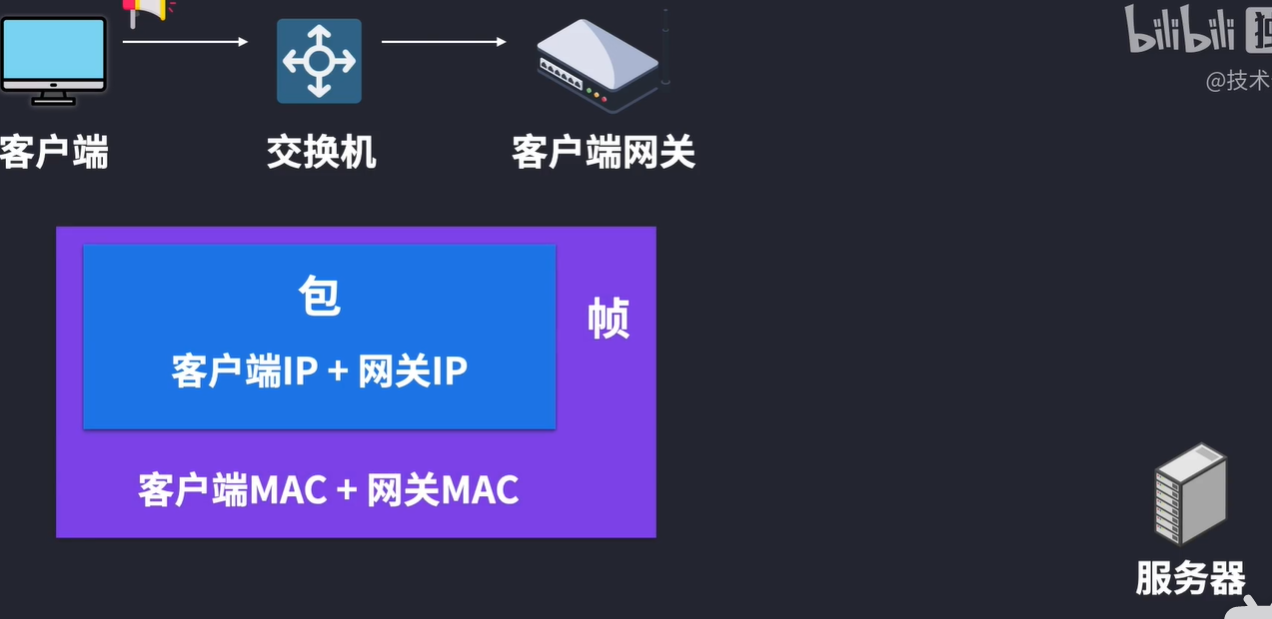 bilibili
@技术
客户端
交换机
客户端网关
包
客户端IP + 网关IP
帧
客户端MAC + 网关MAC
服务器